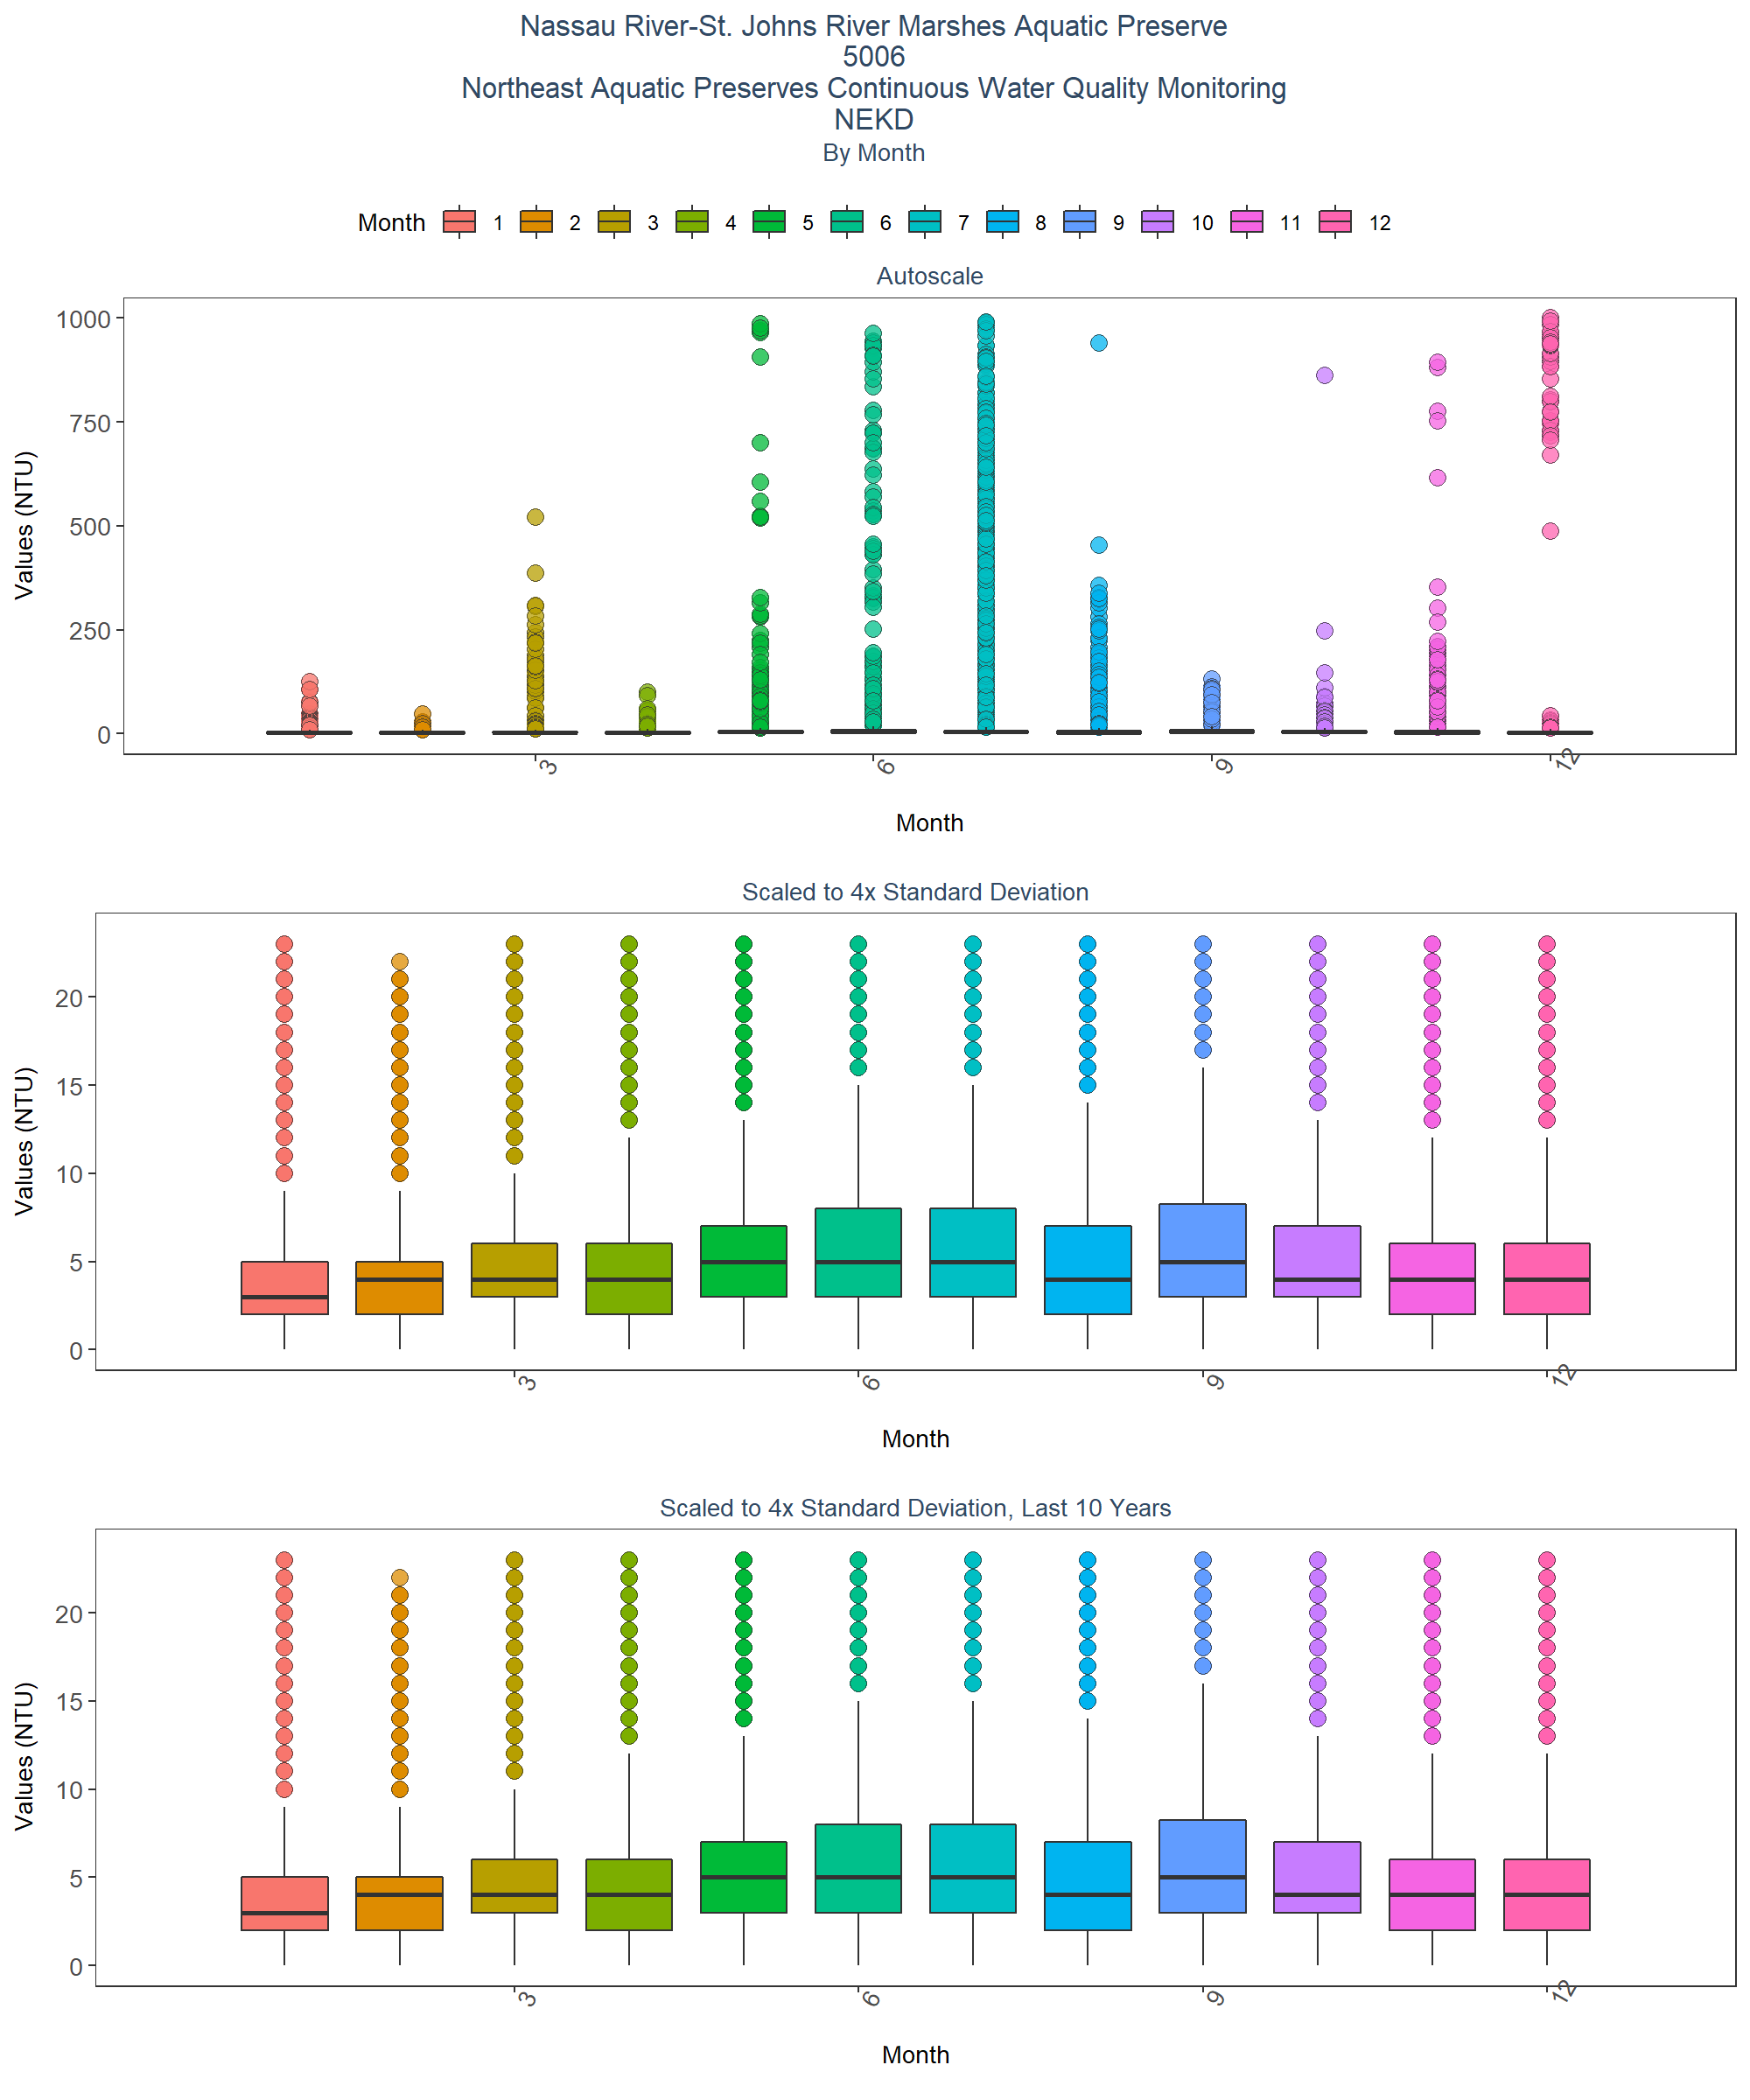 Nassau River-St. Johns River Marshes Aquatic Preserve
5006
Northeast Aquatic Preserves Continuous Water Quality Monitoring
NEKD
By Month
Month 1 2 3 4 5 6 7 8 9 10 11 12
Autoscale
Values (NTU)
1000
750
500
250
0
3 6 9 12
Month
Scaled to 4x Standard Deviation
Values (NTU)
20
15
10
5
0
3 6 9 12
Month
Scaled to 4x Standard Deviation, Last 10 Years
Values (NTU)
20
15
10
5
0
3 6 9 12
Month